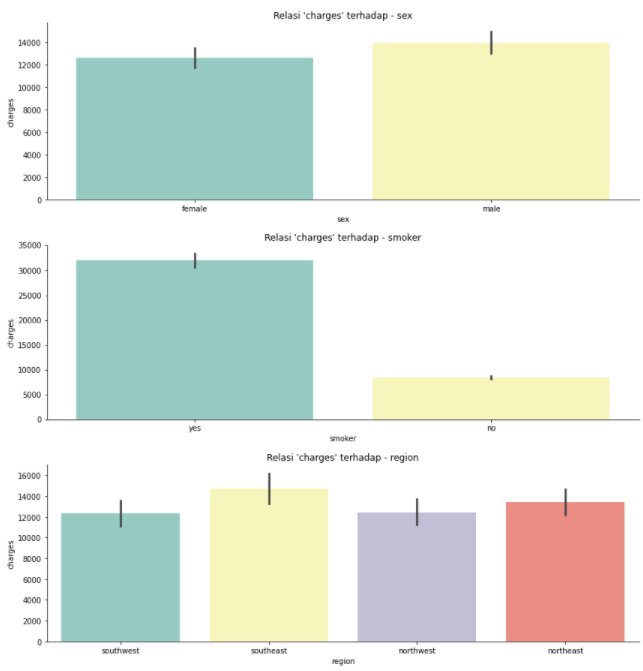 Relasi 'charges' terhadap - sex
14000
12000
10000
8000
6000
4000
2000
0
charges
female
male
sex
Relasi 'charges' terhadap - smoker
35000
30000
25000
20000
15000
10000
5000
0
charges
yes
no
smoker
Relasi 'charges' terhadap - region
16000
14000
12000
10000
8000
6000
4000
2000
0
charges
southwest
southeast
northwest
northeast
region